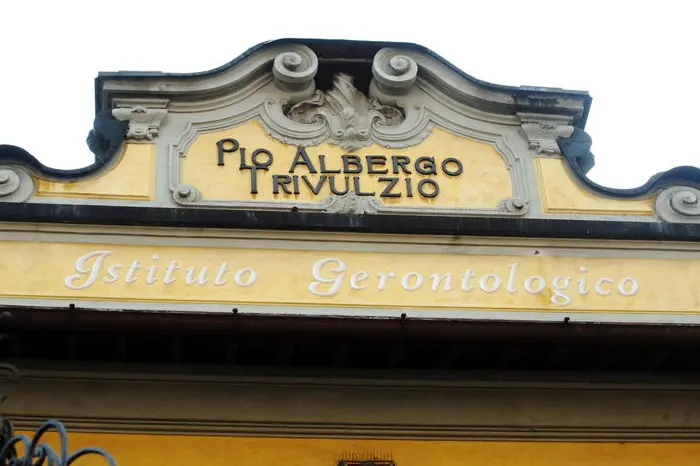 Pio Albergo
Trivulzio
Istituto Gerontologico